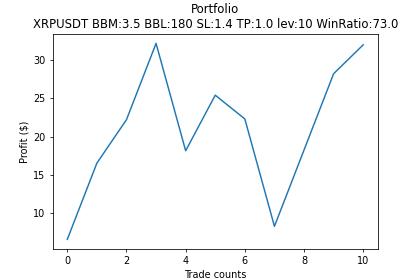 Portfolio
XRPUSDT BBM:3.5 BBL:180 SL:1.4 TP:1.0 lev:10 WinRatio:73.0
30
25
20
15
10
Profit ($)
0 2 4 6 8 10
Trade counts